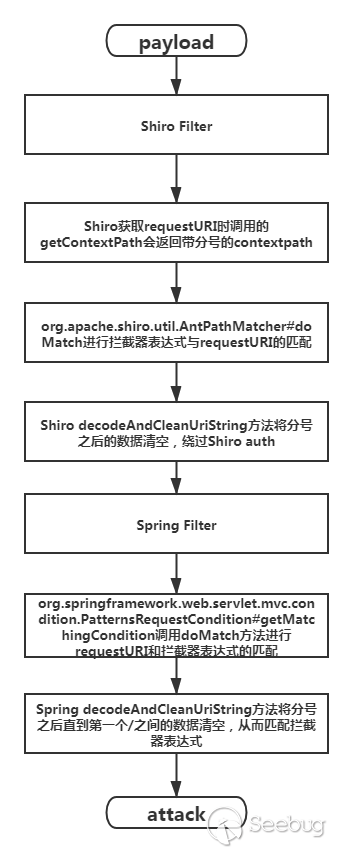 payload
Shiro Filter
Shiro获取requestURI时调用的
getContextPath会返回带分号的contextpath
org.apache.shiro.util.AntPathMatcher#do
Match进行拦截器表达式与requestURI的匹配
Shiro decodeAndCleanUriString方法将分号
之后的数据清空，绕过Shiro auth
Spring Filter
org.springframework.web.servlet.mvc.con
dition.PatternsRequestCondition#getMatc
hingCondition调用doMatch方法进行
requestURI和拦截器表达式的匹配
Spring decodeAndCleanUriString方法将分号
之后直到第一个/之间的数据清空，从而匹配拦截
器表达式
attack
Seebug